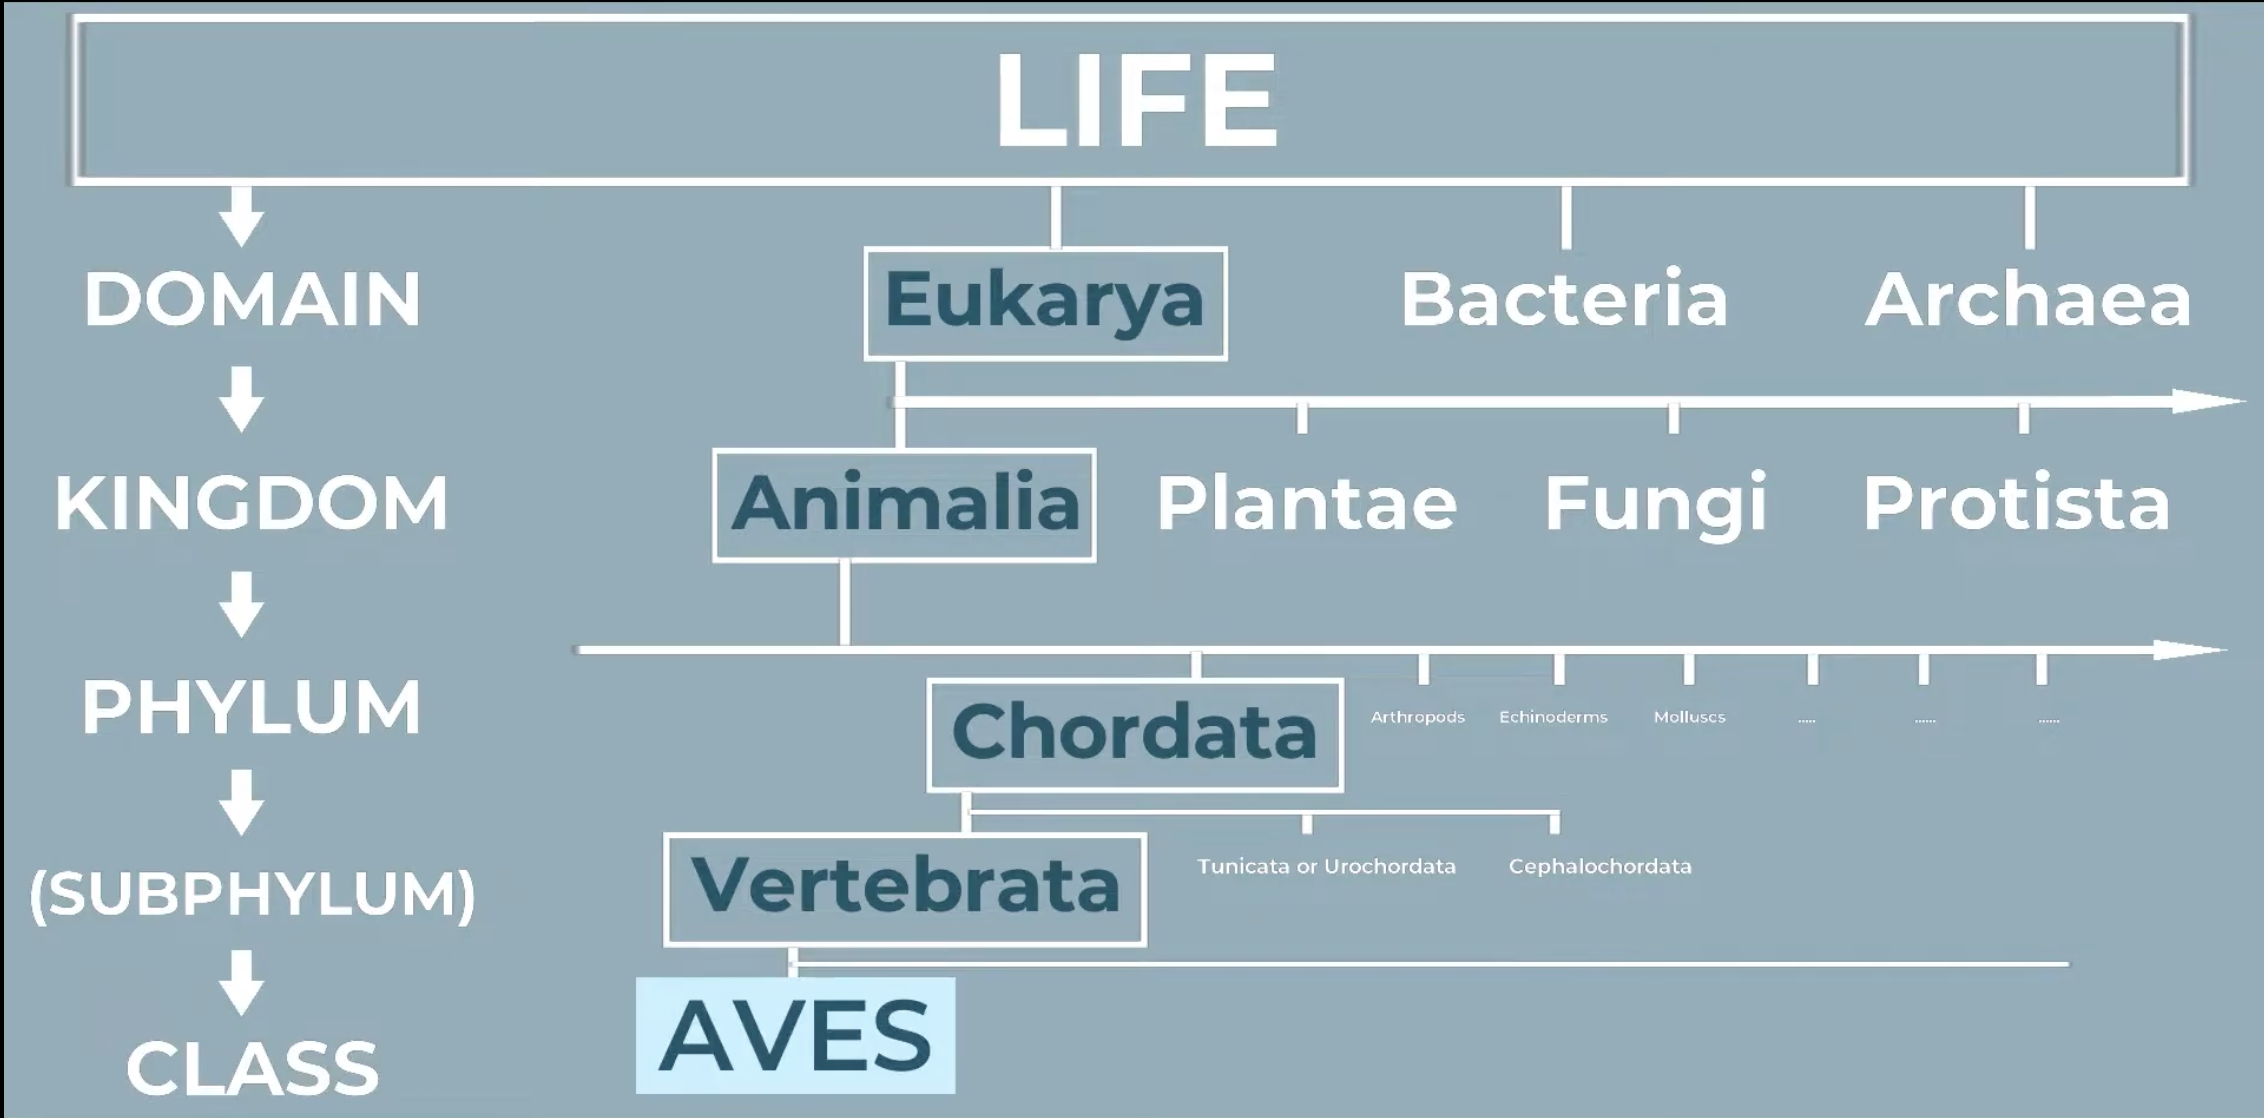 LIFE
DOMAIN Eukarya Bacteria Archaea
KINGDOM Animalia Plantae Fungi Protista
PHYLUM Chordata Arthropods Echinoderms Molluscs ..... ...... ......
(SUBPHYLUM) Vertebrata Tunicata or Urochordata Cephalochordata
CLASS AVES